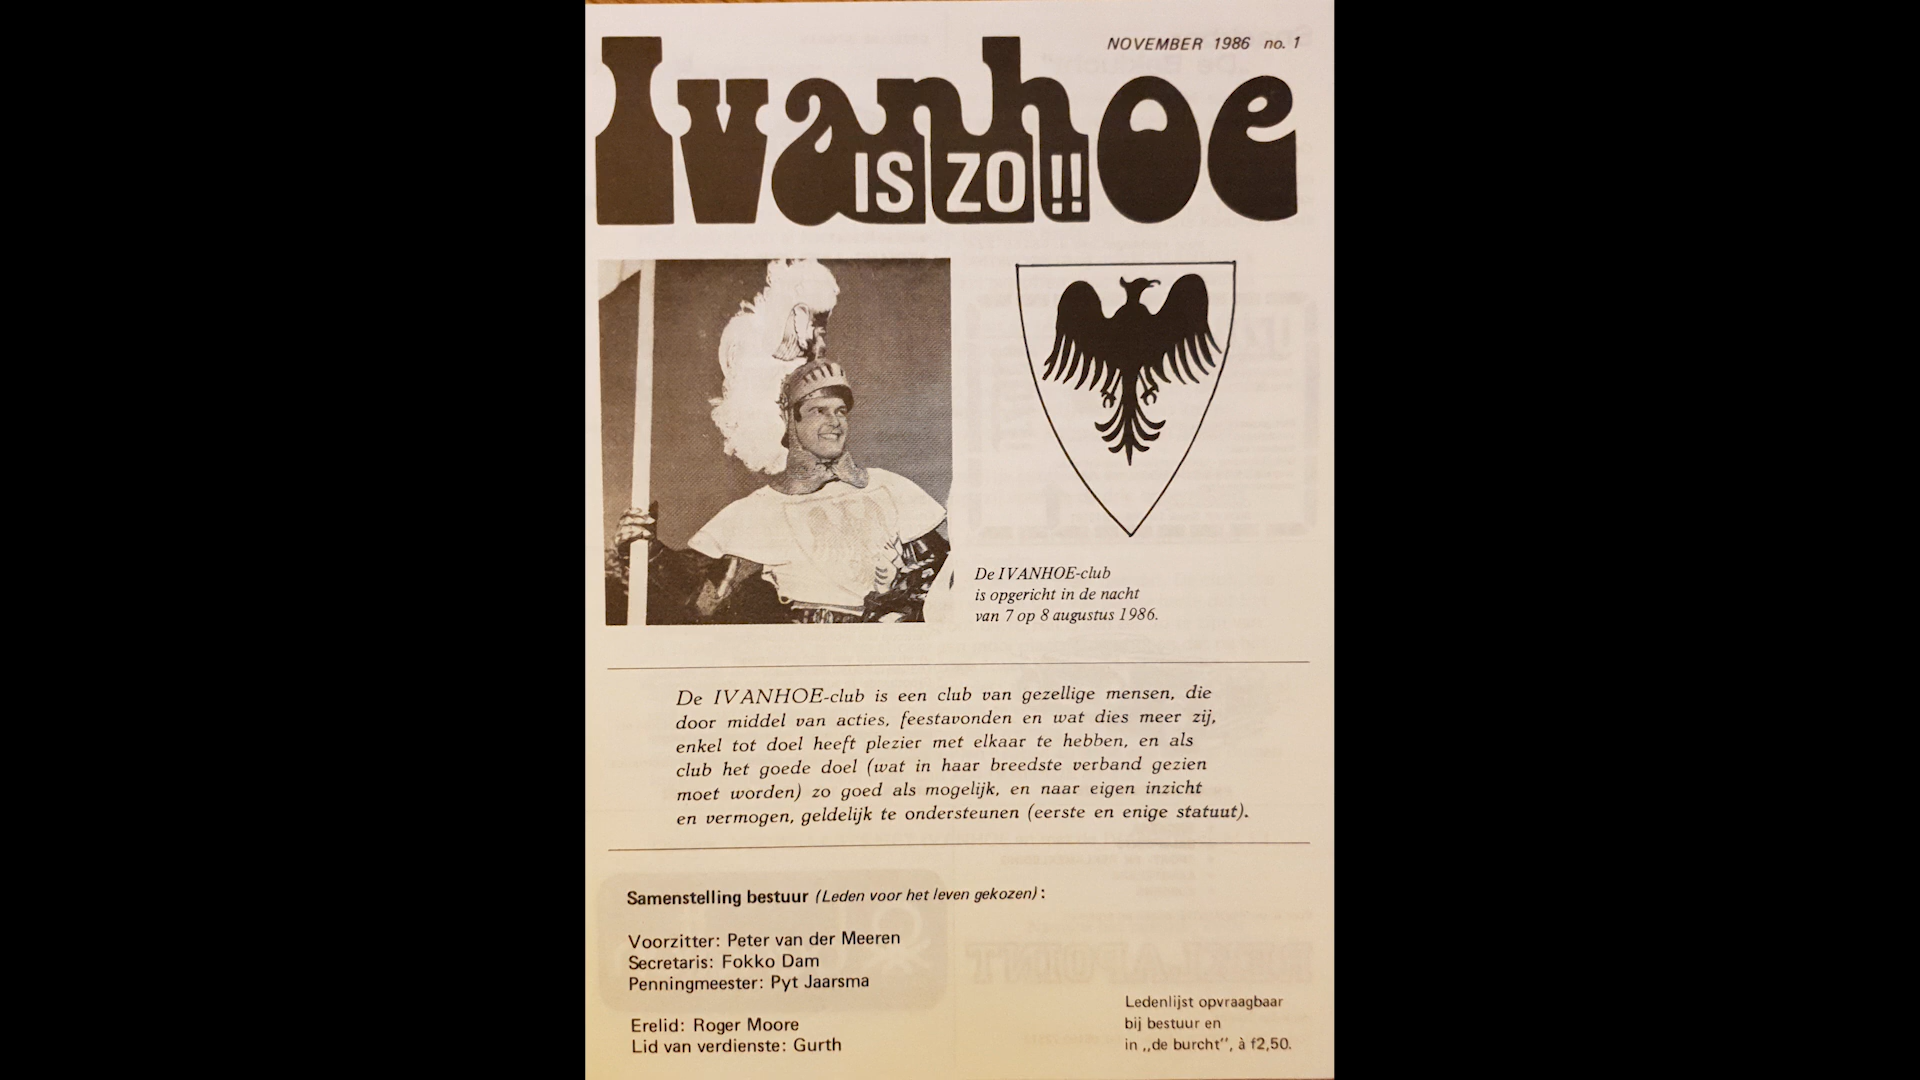 NOVEMBER 1986 no. 1
Ivanhoe
IS ZO !!
De IVANHOE-club
is opgericht in de nacht
van 7 op 8 augustus 1986.
De IVANHOE-club is een club van gezellige mensen, die
door middel van acties, feestavonden en wat dies meer zij,
enkel tot doel heeft plezier met elkaar te hebben, en als
club het goede doel (wat in haar breedste verband gezien
moet worden) zo goed als mogelijk, en naar eigen inzicht
en vermogen, geldelijk te ondersteunen (eerste en enige statuut).
Samenstelling bestuur (Leden voor het leven gekozen):
Voorzitter: Peter van der Meeren
Secretaris: Fokko Dam
Penningmeester: Pyt Jaarsma
Erelid: Roger Moore
Lid van verdienste: Gurth
Ledenlijst opvraagbaar
bij bestuur en
in „de burcht”, à f2,50.